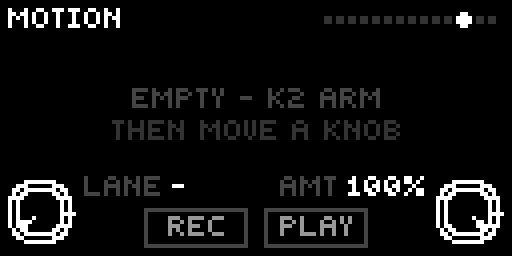 MOTION
EMPTY - K2 ARM
THEN MOVE A KNOB
LANE - AMT 100%
REC PLAY